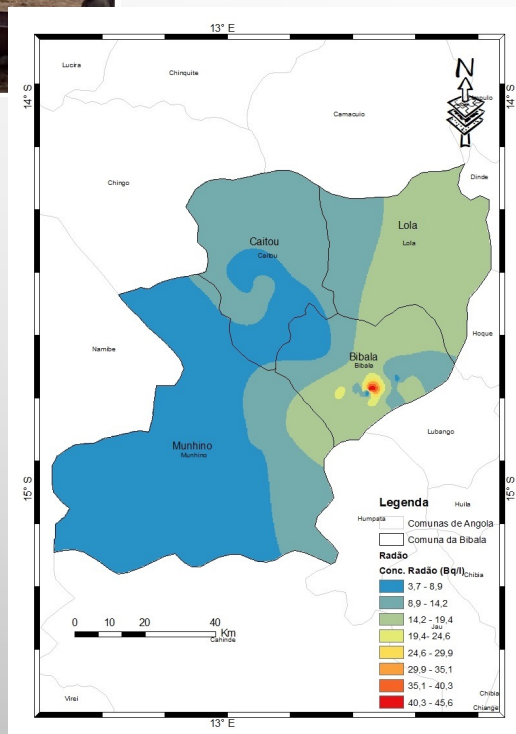 13° E
Lucira
Chinquite
N
14° S
14° S
Camacuio
Dinde
Chingo
Lola
Lola
Caitou
Caitou
Hoque
Namibe
Bibala
Bibala
Lubango
Munhino
Munhino
15° S
15° S
Legenda
Huila
Humpata
Comunas de Angola
Comuna da Bibala
Radão
Conc. Radão (Bq/l)
Chibia
3,7 - 8,9
8,9 - 14,2
14,2 - 19,4
Jau
19,4- 24,6
24,6 - 29,9
29,9 - 35,1
35,1 - 40,3
40,3 - 45,6
0 10 20 40
Km
Cainde
Virei
Chibia
Chiange
13° E